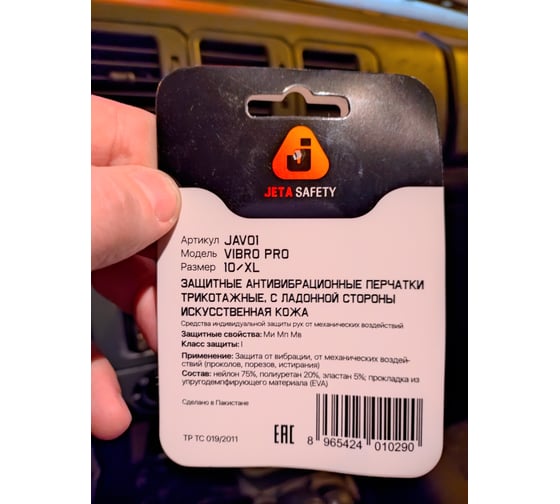 J
JETA SAFETY
Артикул JAV01
Модель VIBRO PRO
Размер 10/XL
ЗАЩИТНЫЕ АНТИВИБРАЦИОННЫЕ ПЕРЧАТКИ
ТРИКОТАЖНЫЕ, С ЛАДОННОЙ СТОРОНЫ
ИСКУССТВЕННАЯ КОЖА
Средства индивидуальной защиты рук от механических воздействий
Защитные свойства: Ми Мп Мв
Класс защиты: I
Применение: Защита от вибрации, от механических воздей-
ствий (проколов, порезов, истирания)
Состав: нейлон 75%, полиуретан 20%, эластан 5%; прокладка из
упругодемпфирующего материала (EVA)
Сделано в Пакистане
ТР ТС 019/2011
EAC
8 965424 010290